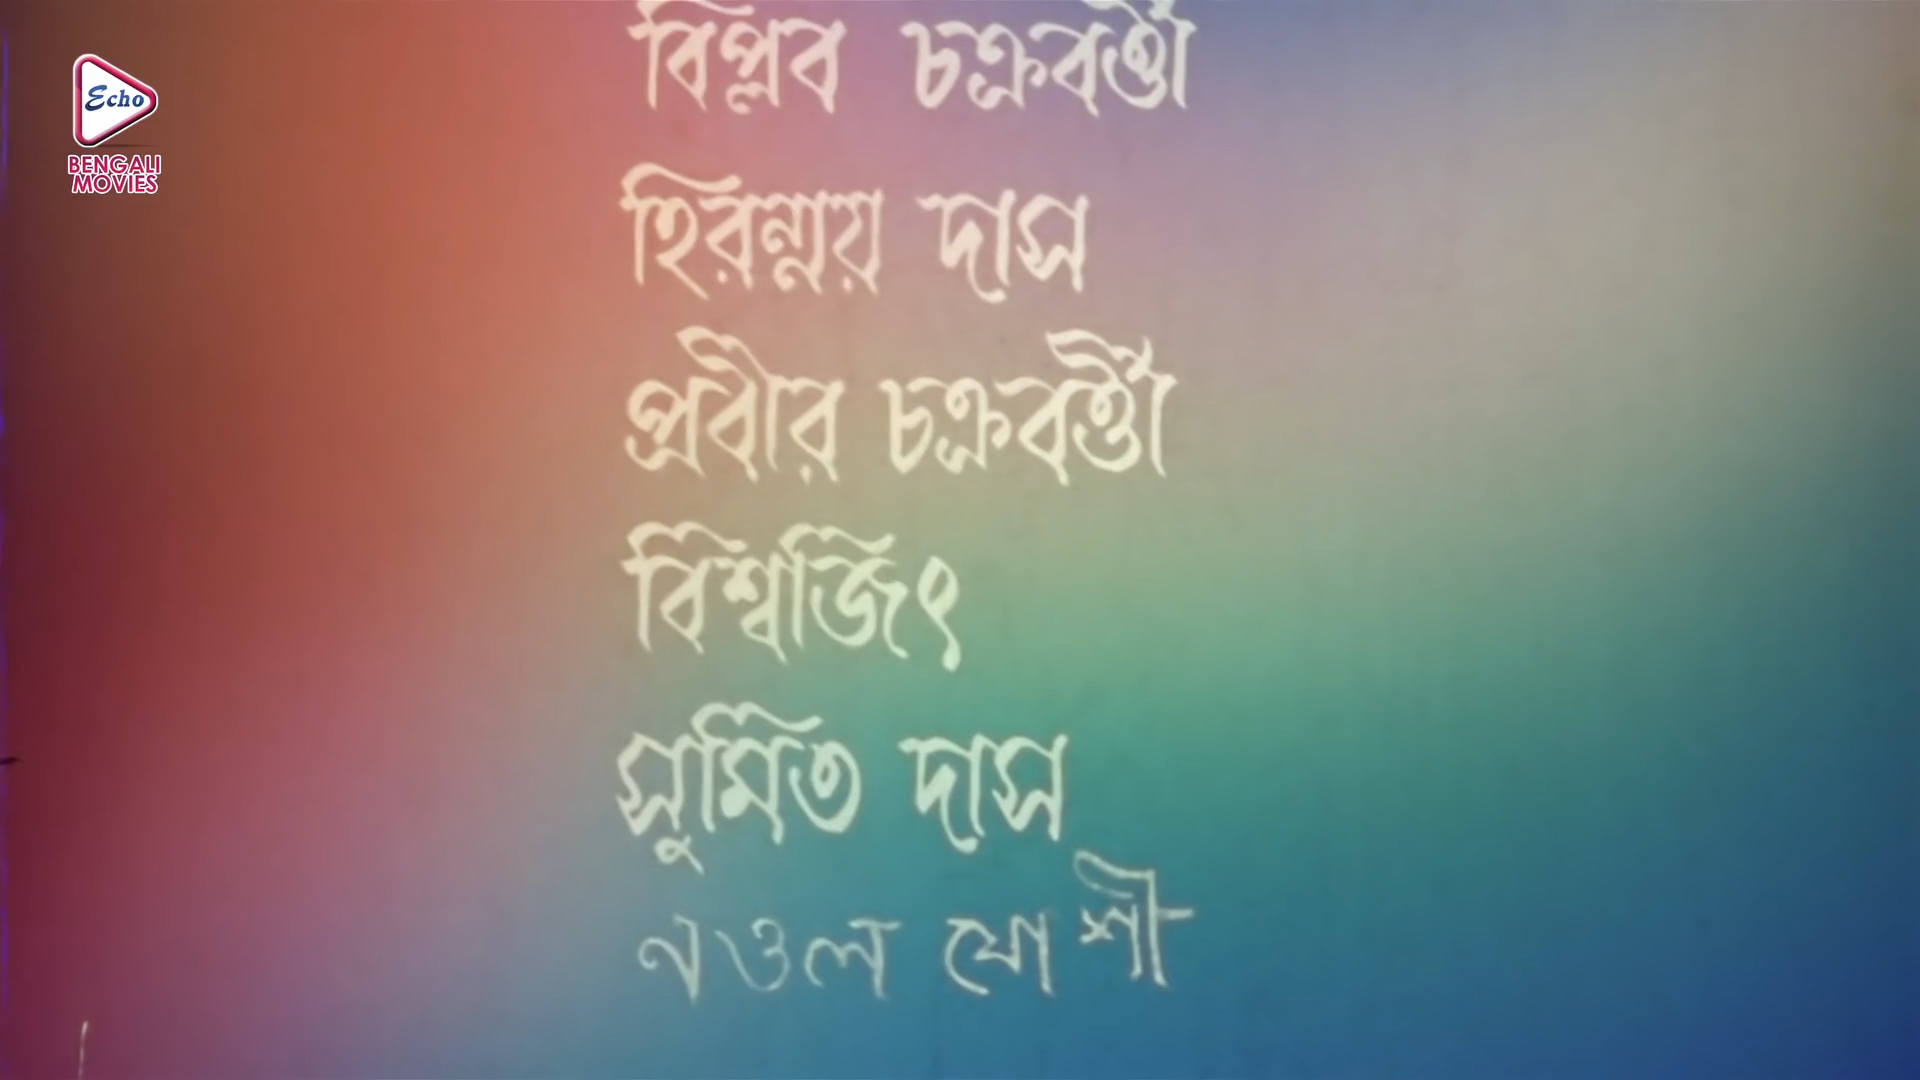 Echo
BENGALI
MOVIES
বিপ্লব চক্রবর্ত্তী
হিরন্ময় দাস
প্রবীর চক্রবর্ত্তী
বিশ্বজিৎ
সুমিত দাস
নওল যোশী